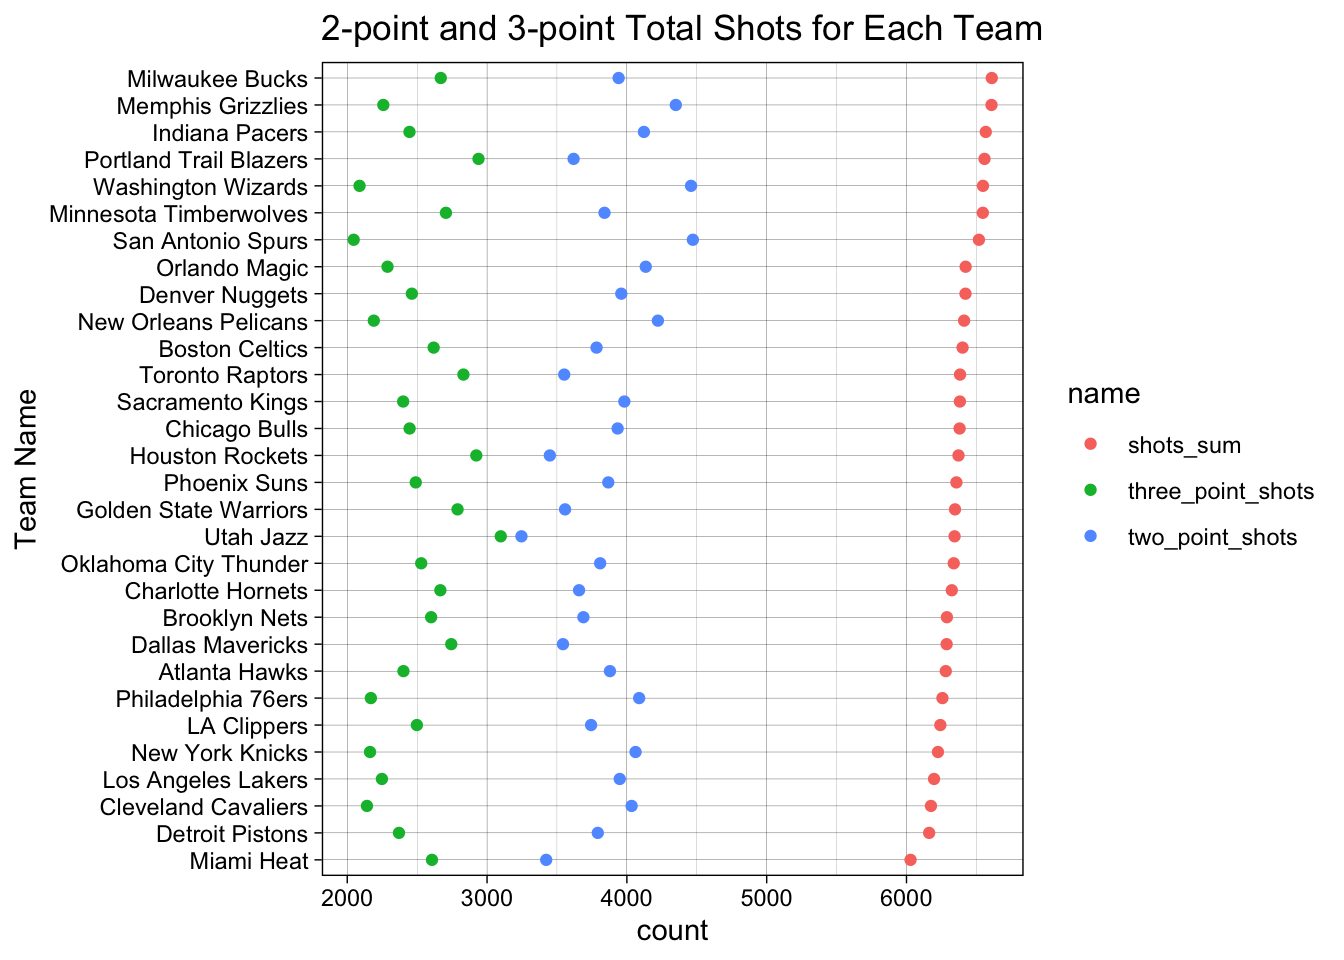 2-point and 3-point Total Shots for Each Team
Team Name
Milwaukee Bucks
Memphis Grizzlies
Indiana Pacers
Portland Trail Blazers
Washington Wizards
Minnesota Timberwolves
San Antonio Spurs
Orlando Magic
Denver Nuggets
New Orleans Pelicans
Boston Celtics
Toronto Raptors
Sacramento Kings
Chicago Bulls
Houston Rockets
Phoenix Suns
Golden State Warriors
Utah Jazz
Oklahoma City Thunder
Charlotte Hornets
Brooklyn Nets
Dallas Mavericks
Atlanta Hawks
Philadelphia 76ers
LA Clippers
New York Knicks
Los Angeles Lakers
Cleveland Cavaliers
Detroit Pistons
Miami Heat
2000 3000 4000 5000 6000
count
name
shots_sum
three_point_shots
two_point_shots